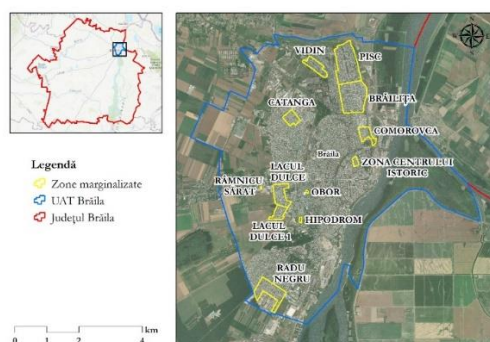 Legendă
Zone marginalizate
UAT Brăila
Județul Brăila
0
2
4
km
VIDIN
PISC
BRĂILIȚA
CATANGA
COMOROVCA
Brăila
ZONA CENTRULUI
ISTORIC
LACUL
DULCE
RÂMNICU
SĂRAT
OBOR
LACUL
DULCE 1
HIPODROM
RADU
NEGRU